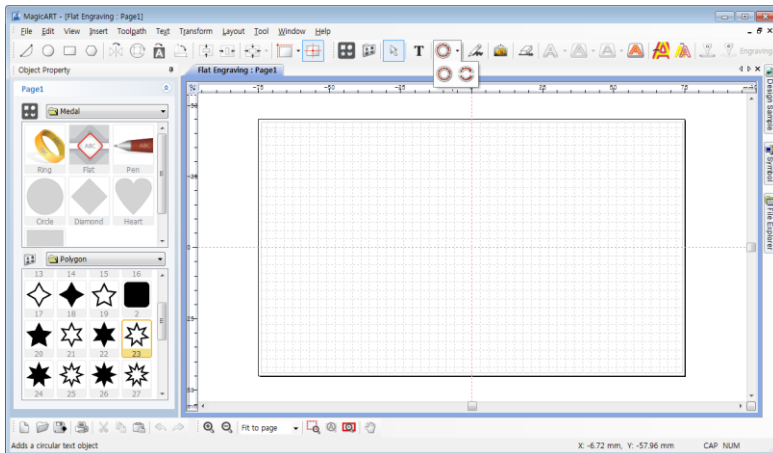 MagicART - [Flat Engraving : Page1]
File Edit View Insert Toolpath Text Transform Layout Tool Window Help
T Engraving
Object Property
Flat Engraving : Page1
Page1
Medal
ABC
Ring Flat Pen
Circle Diamond Heart
Polygon
13 14 15 16
17 18 19 2
20 21 22 23
24 25 26 27
Design Sample
Symbol
File Explorer
Fit to page
Adds a circular text object
X: -6.72 mm, Y: -57.96 mm CAP NUM